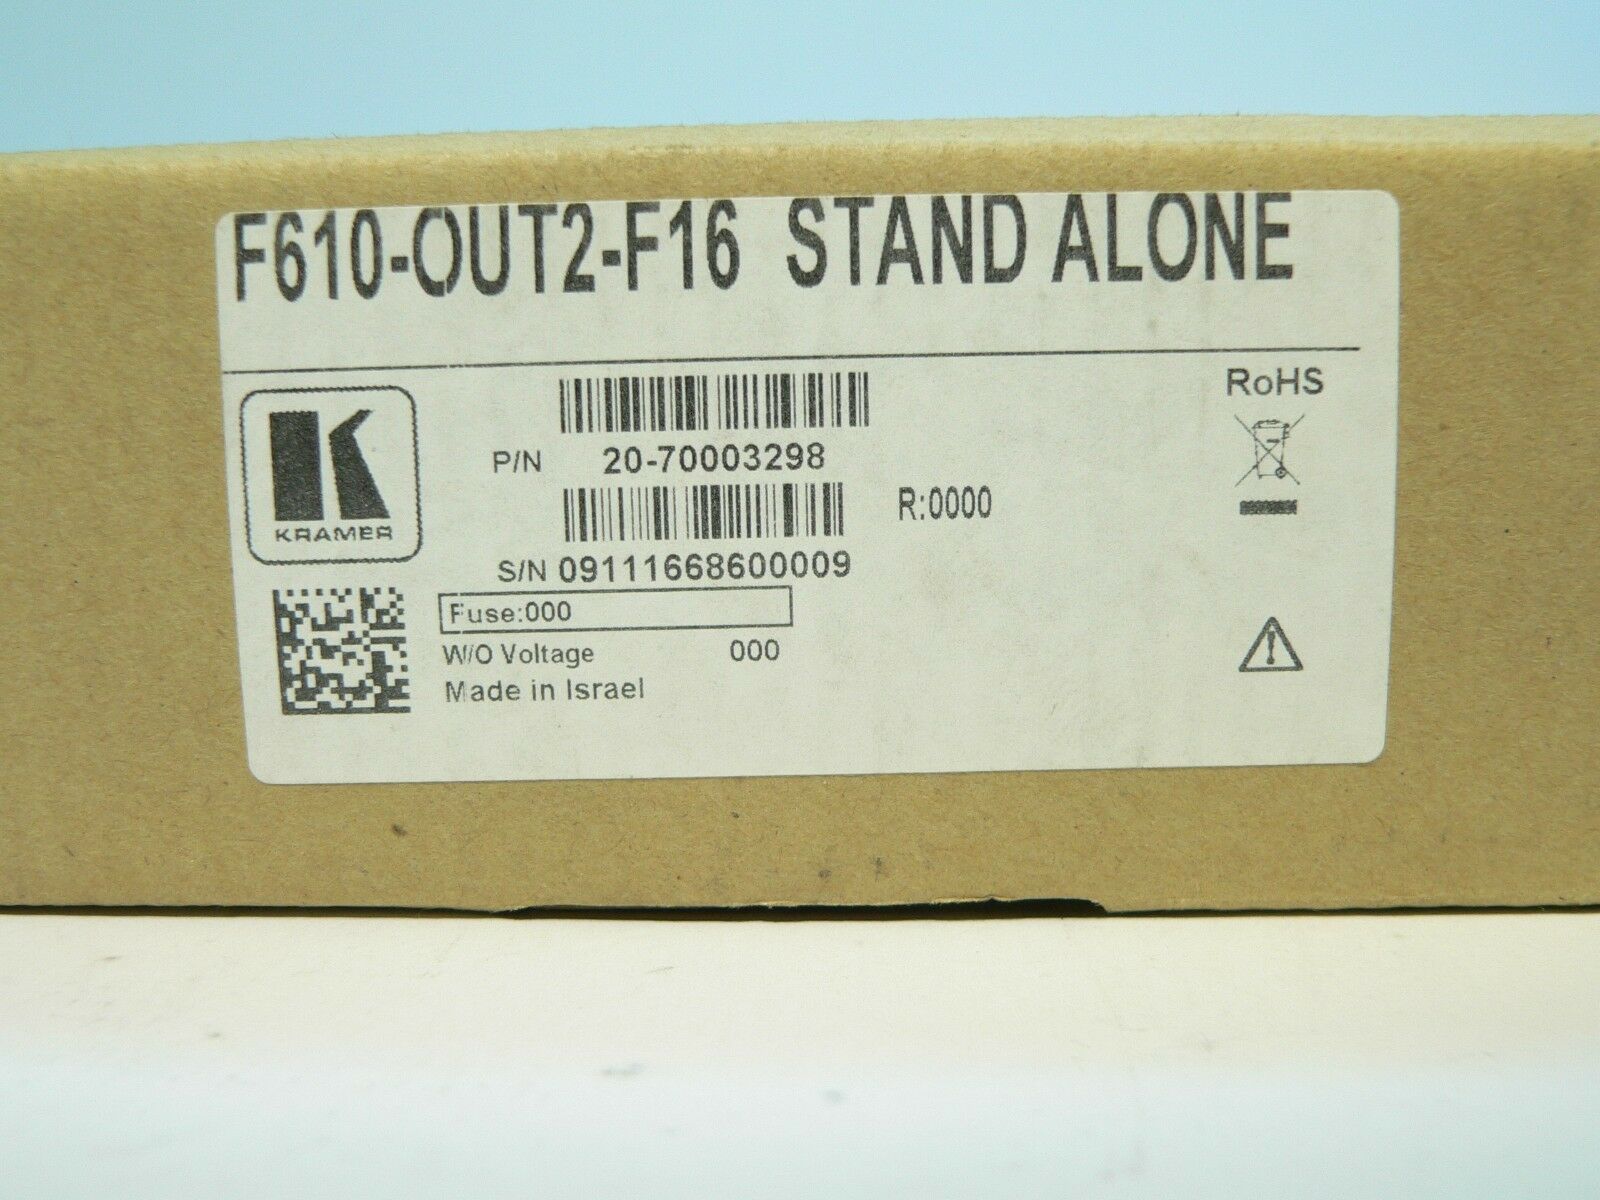 F610-OUT2-F16 STAND ALONE
RoHS
KRAMER
P/N 20-70003298
R:0000
S/N 09111668600009
Fuse:000
W/O Voltage 000
Made in Israel